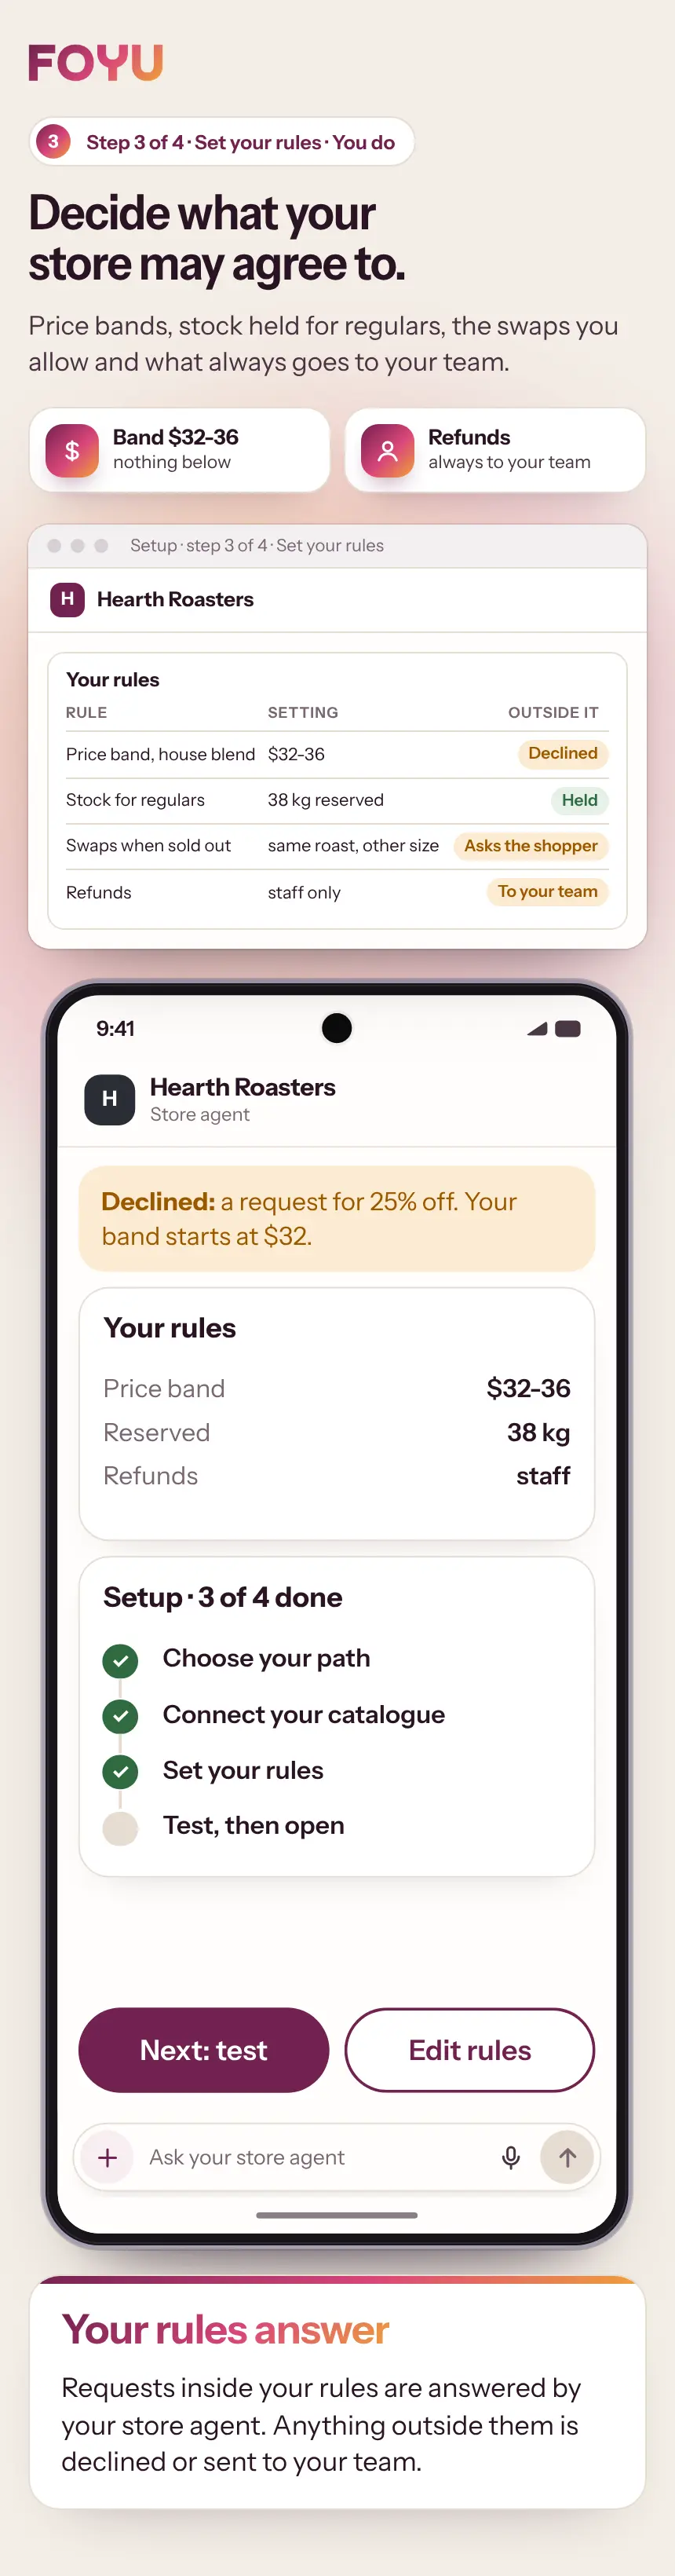 FOYU
3 Step 3 of 4 · Set your rules · You do
Decide what your
store may agree to.
Price bands, stock held for regulars, the swaps you
allow and what always goes to your team.
$ Band $32-36
nothing below
Refunds
always to your team
Setup · step 3 of 4 · Set your rules
H Hearth Roasters
Your rules
RULE SETTING OUTSIDE IT
Price band, house blend $32-36 Declined
Stock for regulars 38 kg reserved Held
Swaps when sold out same roast, other size Asks the shopper
Refunds staff only To your team
9:41
H Hearth Roasters
Store agent
Declined: a request for 25% off. Your
band starts at $32.
Your rules
Price band $32-36
Reserved 38 kg
Refunds staff
Setup · 3 of 4 done
Choose your path
Connect your catalogue
Set your rules
Test, then open
Next: test Edit rules
Ask your store agent
Your rules answer
Requests inside your rules are answered by
your store agent. Anything outside them is
declined or sent to your team.